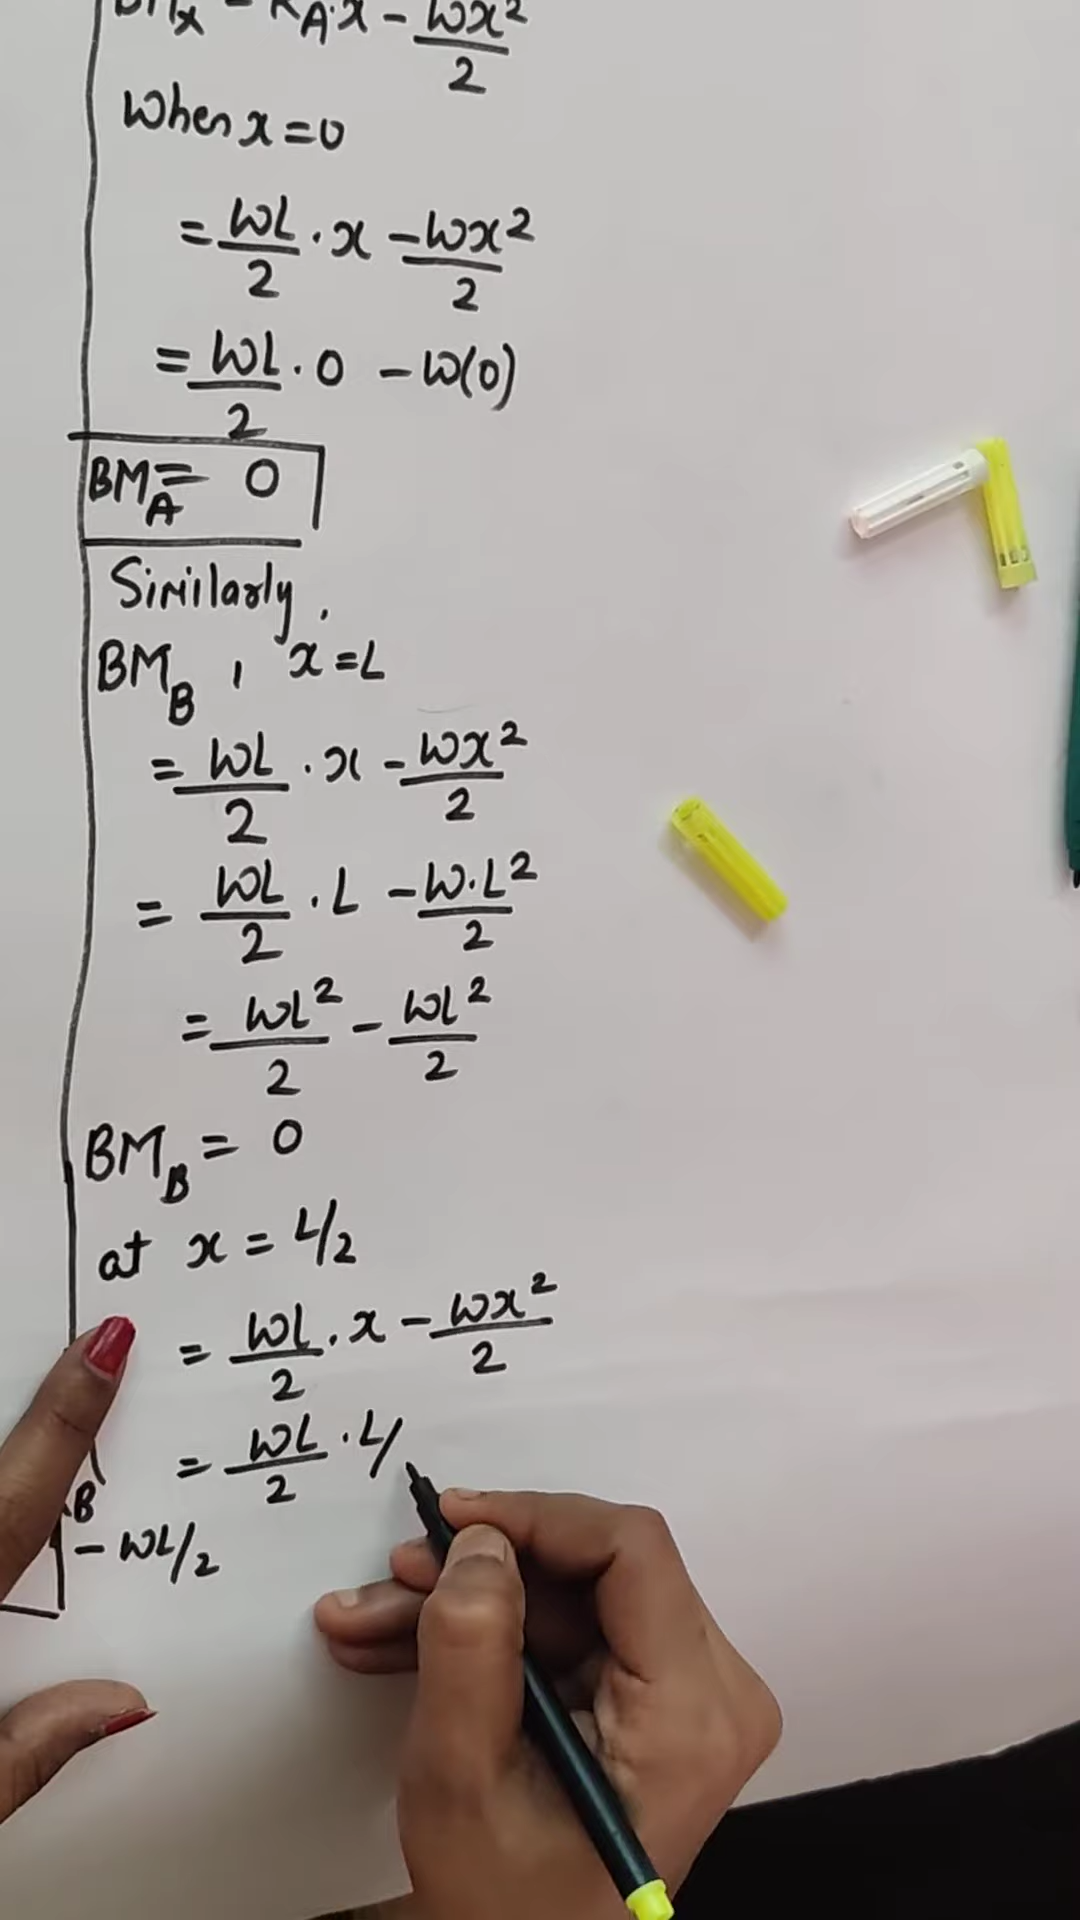 BMx = RA·x - wx²/2
When x = 0
= wL/2 · x - wx²/2
= wL/2 · 0 - w(0)
BMA = 0
Similarly,
BMB, x = L
= wL/2 · x - wx²/2
= wL/2 · L - w·L²/2
= wL²/2 - wL²/2
BMB = 0
at x = L/2
= wL/2 · x - wx²/2
= wL/2 · L/
B
- wL/2